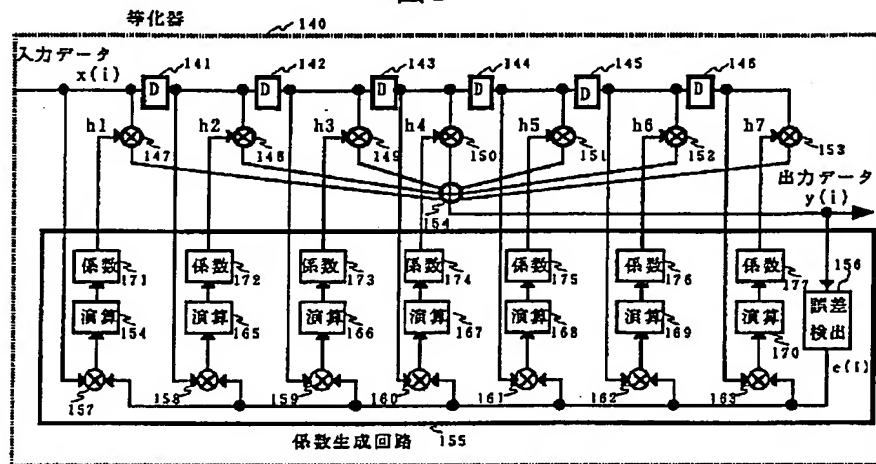 等化器
140
入力データ
x(i)
141 142 143 144 145 146
D D D D D D
h1 h2 h3 h4 h5 h6 h7
147 148 149 150 151 152 153
154
出力データ
y(i)
係数 係数 係数 係数 係数 係数 係数
171 172 173 174 175 176 177
156
誤差
検出
演算 演算 演算 演算 演算 演算 演算
154 165 166 167 168 169 170
e(i)
157 158 159 160 161 162 163
係数生成回路 155